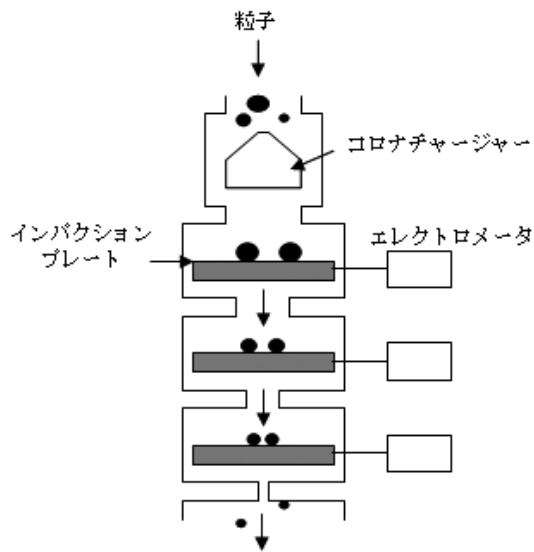 粒子
コロナチャージャー
インパクション
プレート
エレクトロメータ